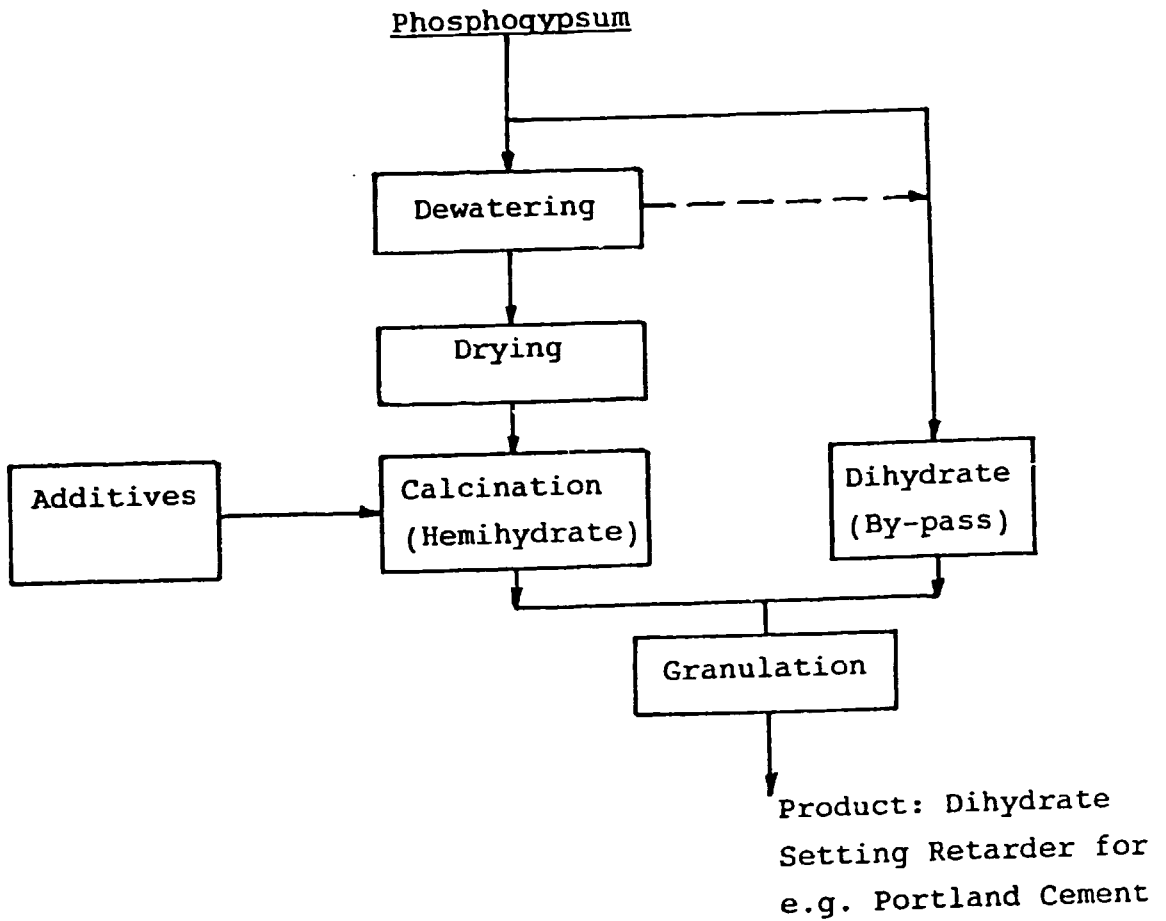 Phosphogypsum
Dewatering
Drying
Additives
Calcination
(Hemihydrate)
Dihydrate
(By-pass)
Granulation
Product: Dihydrate
Setting Retarder for
e.g. Portland Cement